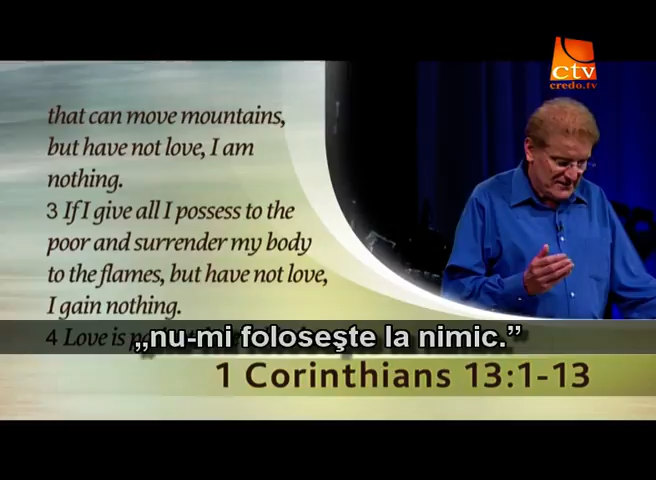 ctv
credo.tv
that can move mountains,
but have not love, I am
nothing.
3 If I give all I possess to the
poor and surrender my body
to the flames, but have not love,
I gain nothing.
4 Love is
„nu-mi foloseşte la nimic.”
1 Corinthians 13:1-13